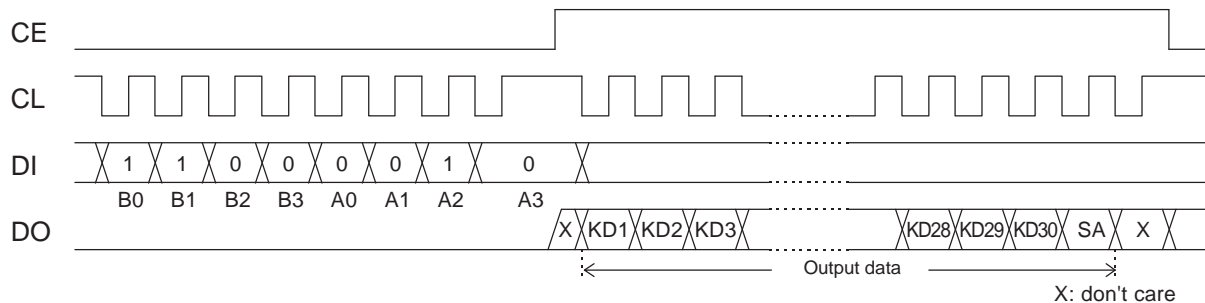 CE
CL
DI 1 1 0 0 0 0 1 0
B0 B1 B2 B3 A0 A1 A2 A3
DO X KD1 KD2 KD3 KD28 KD29 KD30 SA X
Output data
X: don't care